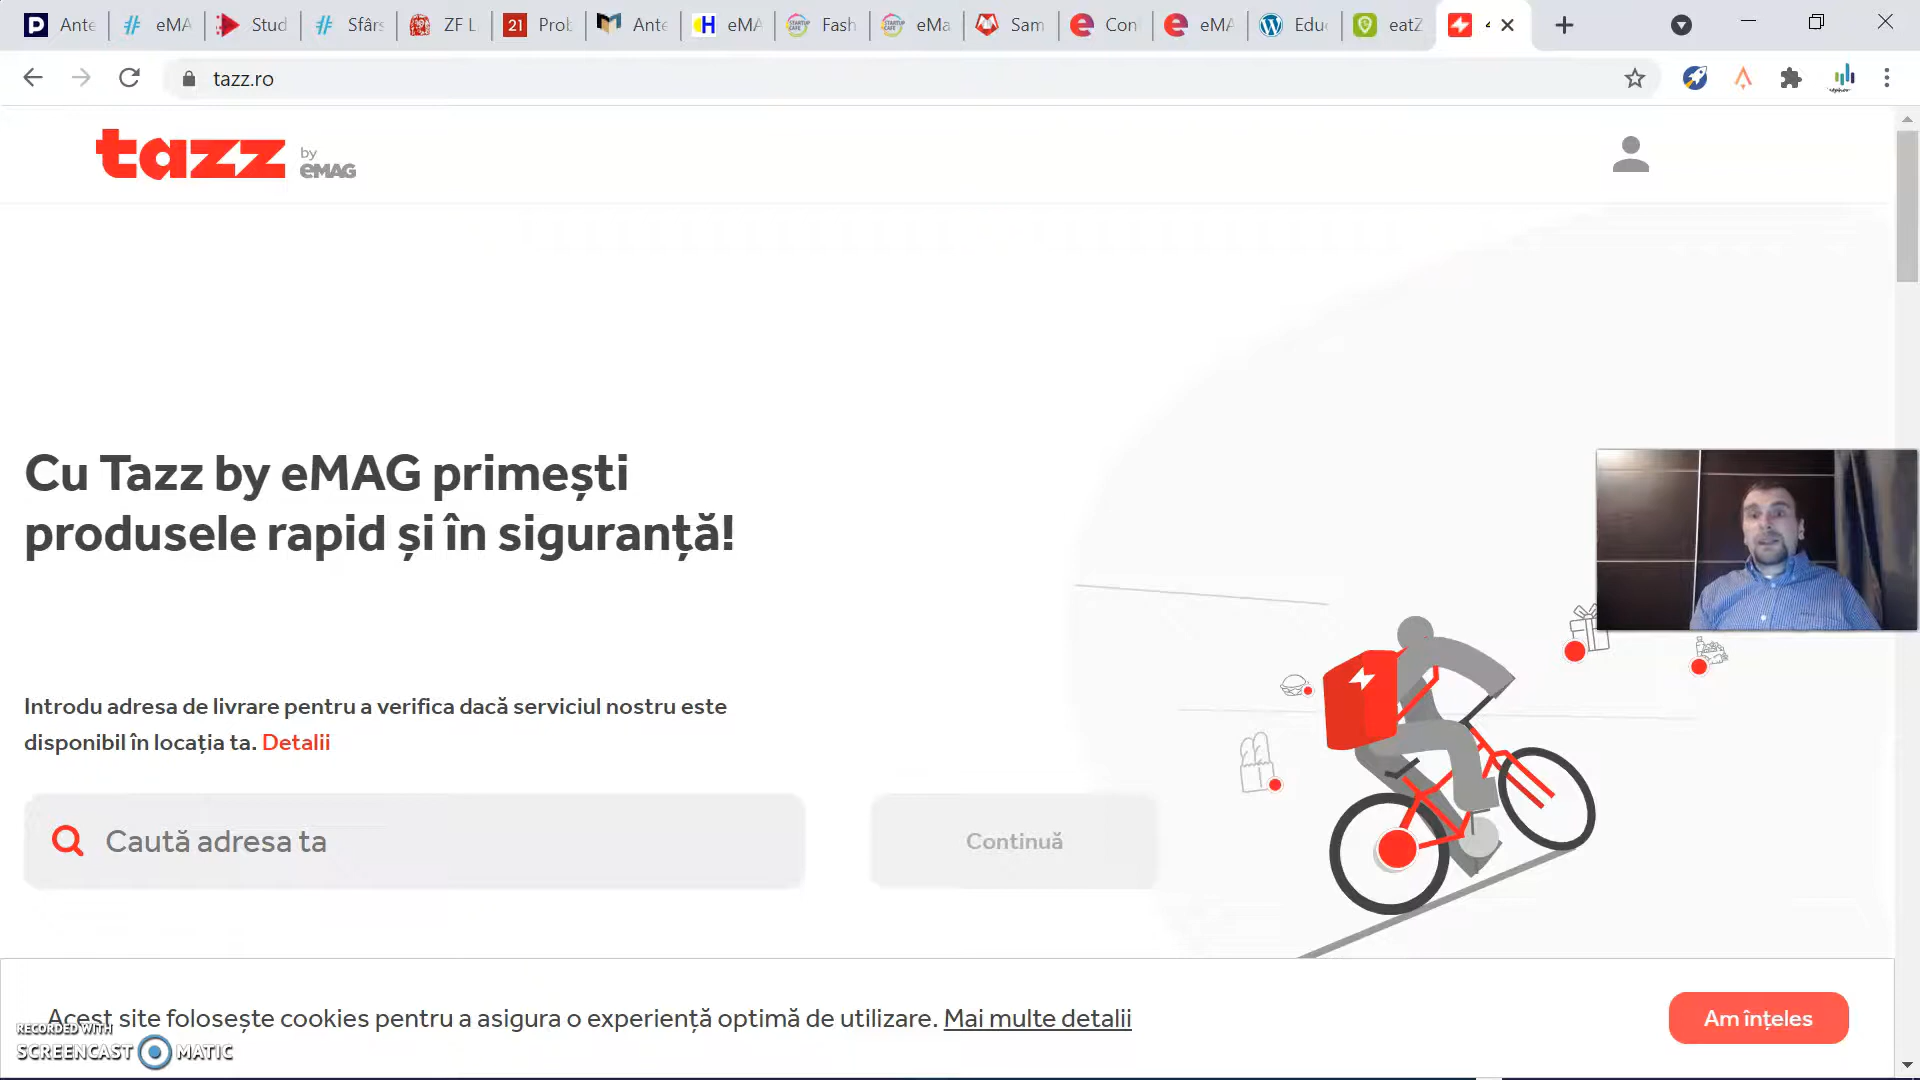 Ante
eMA
Stud
Sfârs
ZF L
21 Prob
Ante
H eMA
Fash
eMa
Sam
Con
eMA
Edu
eatZ
tazz.ro
tazz by eMAG
Cu Tazz by eMAG primești
produsele rapid și în siguranță!
Introdu adresa de livrare pentru a verifica dacă serviciul nostru este
disponibil în locația ta. Detalii
Caută adresa ta
Continuă
Acest site folosește cookies pentru a asigura o experiență optimă de utilizare. Mai multe detalii
Am înțeles
RECORDED WITH
SCREENCAST MATIC